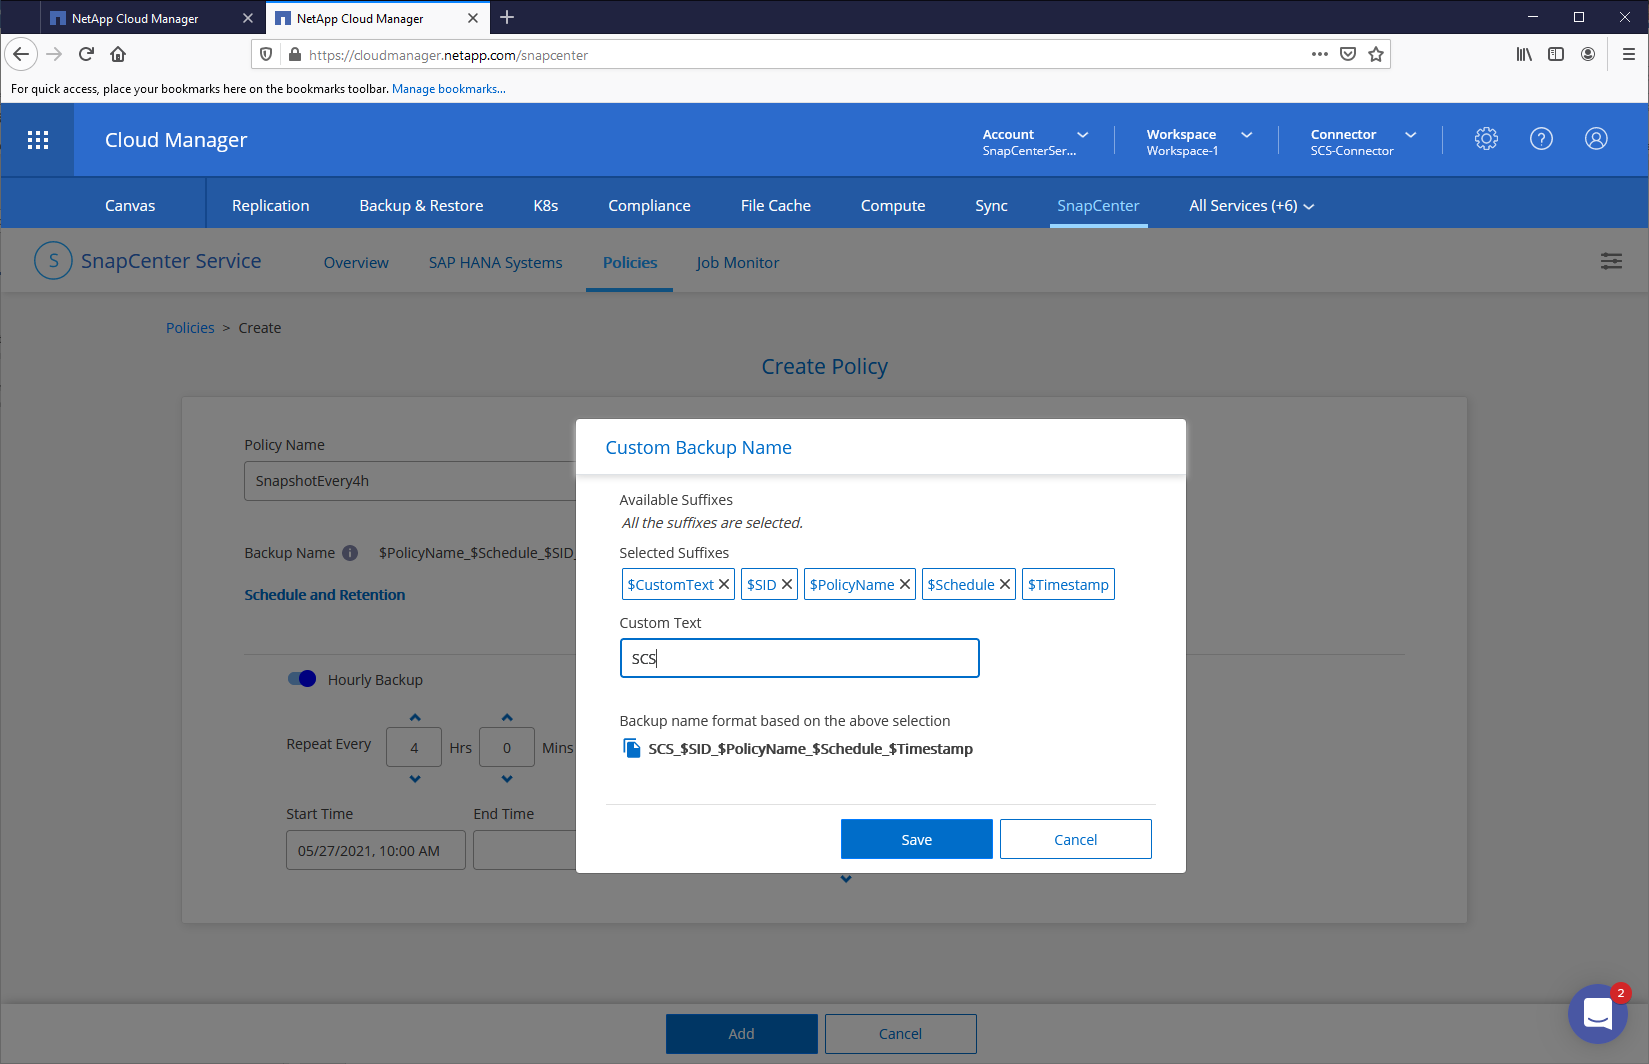 NetApp Cloud Manager
NetApp Cloud Manager
https://cloudmanager.netapp.com/snapcenter
For quick access, place your bookmarks here on the bookmarks toolbar. Manage bookmarks...
Cloud Manager
Account
SnapCenterSer...
Workspace
Workspace-1
Connector
SCS-Connector
Canvas
Replication
Backup & Restore
K8s
Compliance
File Cache
Compute
Sync
SnapCenter
All Services (+6)
S SnapCenter Service
Overview
SAP HANA Systems
Policies
Job Monitor
Policies > Create
Create Policy
Policy Name
SnapshotEvery4h
Backup Name i $PolicyName_$Schedule_$SID_
Schedule and Retention
Hourly Backup
Repeat Every 4 Hrs 0 Mins
Start Time
End Time
05/27/2021, 10:00 AM
Custom Backup Name
Available Suffixes
All the suffixes are selected.
Selected Suffixes
$CustomText $SID $PolicyName $Schedule $Timestamp
Custom Text
SCS
Backup name format based on the above selection
SCS_$SID_$PolicyName_$Schedule_$Timestamp
Save
Cancel
Add
Cancel
2